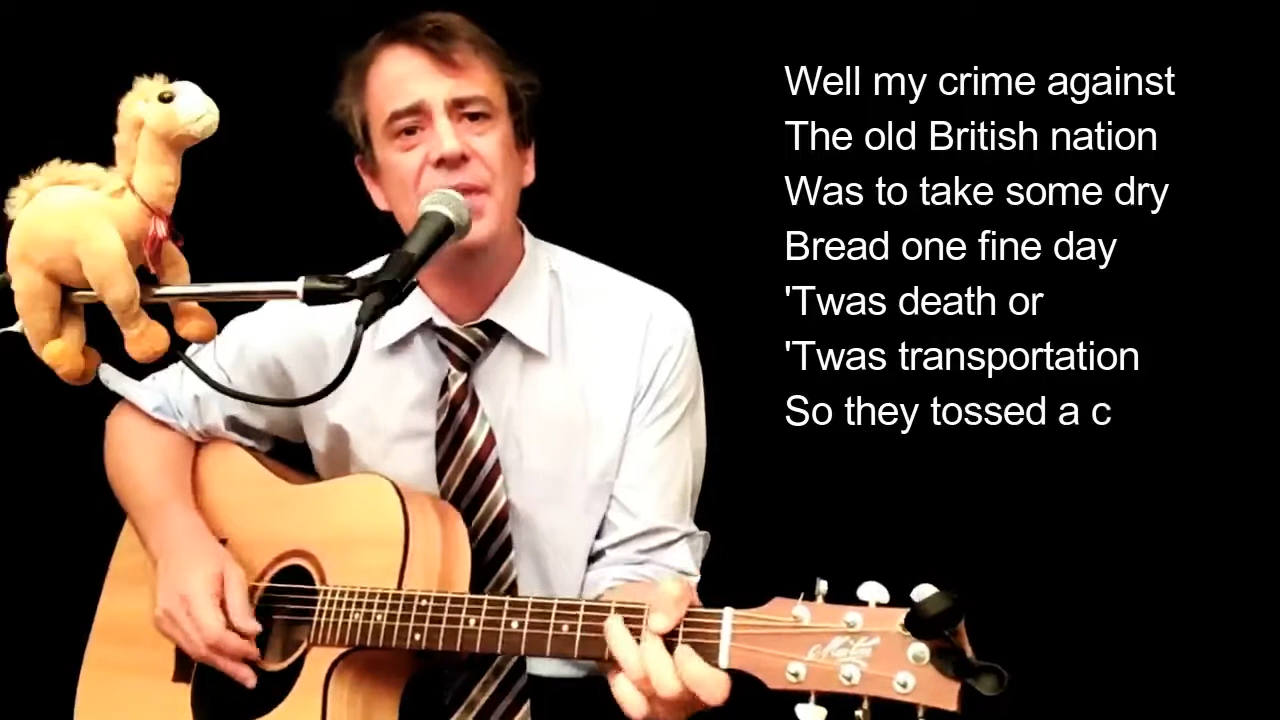 Well my crime against
The old British nation
Was to take some dry
Bread one fine day
'Twas death or
'Twas transportation
So they tossed a c